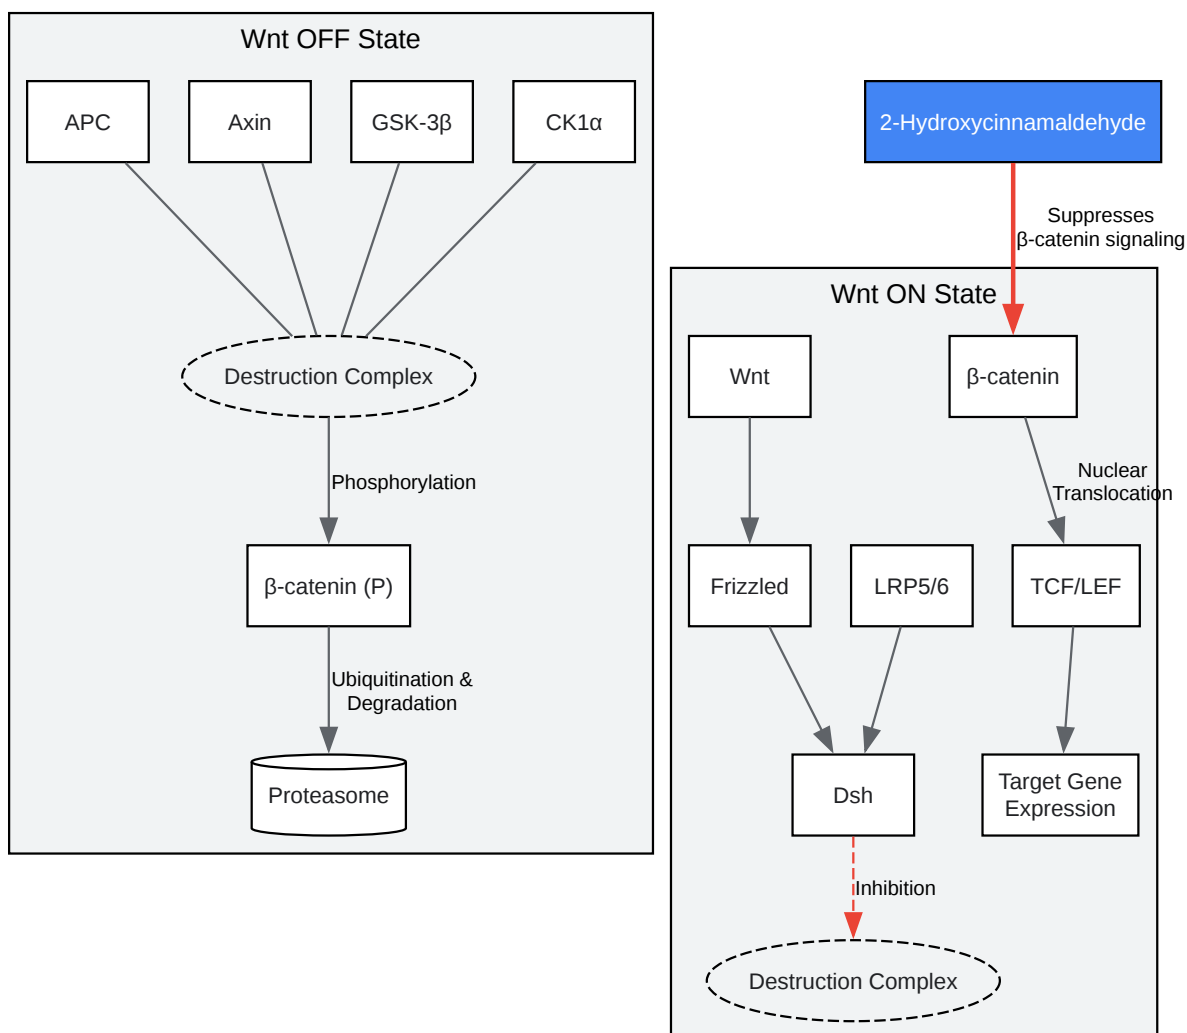 Wnt OFF State
APC
Axin
GSK-3β
CK1α
Destruction Complex
Phosphorylation
β-catenin (P)
Ubiquitination &
Degradation
Proteasome
2-Hydroxycinnamaldehyde
Suppresses
β-catenin signaling
Wnt ON State
Wnt
β-catenin
Nuclear
Translocation
Frizzled
LRP5/6
TCF/LEF
Dsh
Target Gene
Expression
Inhibition
Destruction Complex